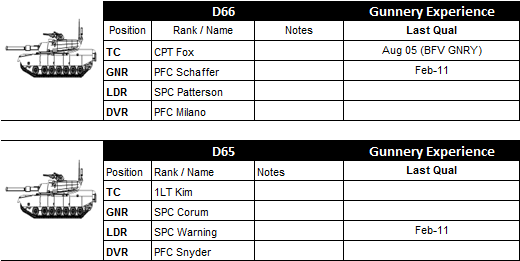 D66 Gunnery Experience
Position Rank / Name Notes Last Qual
TC CPT Fox Aug 05 (BFV GNRY)
GNR PFC Schaffer Feb-11
LDR SPC Patterson
DVR PFC Milano
D65 Gunnery Experience
Position Rank / Name Notes Last Qual
TC 1LT Kim
GNR SPC Corum
LDR SPC Warning Feb-11
DVR PFC Snyder